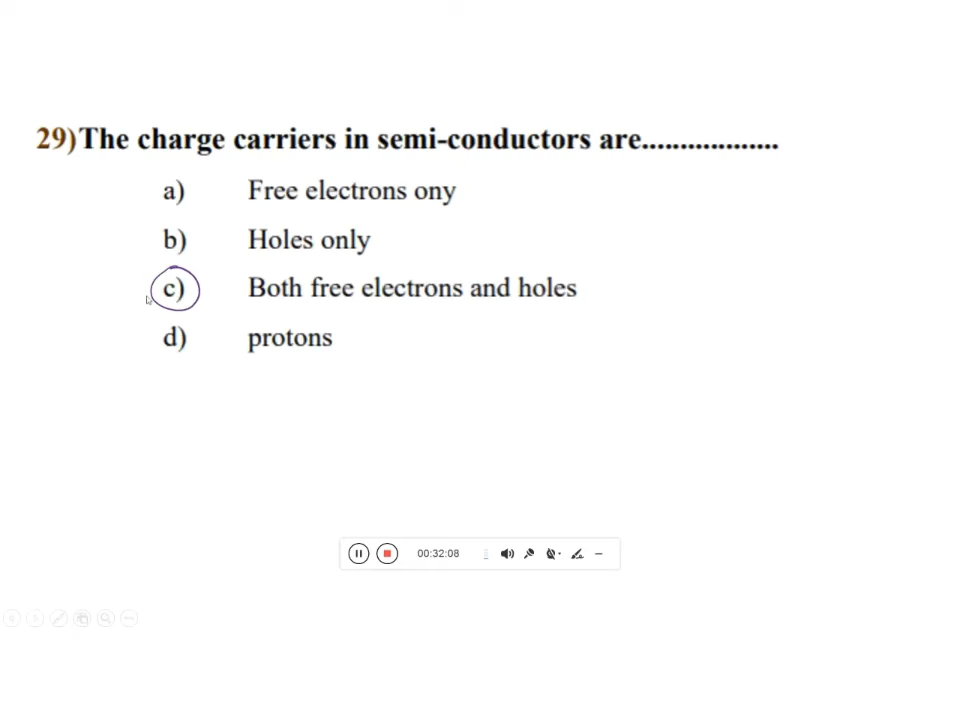 29)The charge carriers in semi-conductors are..................
a) Free electrons ony
b) Holes only
c) Both free electrons and holes
d) protons
00:32:08